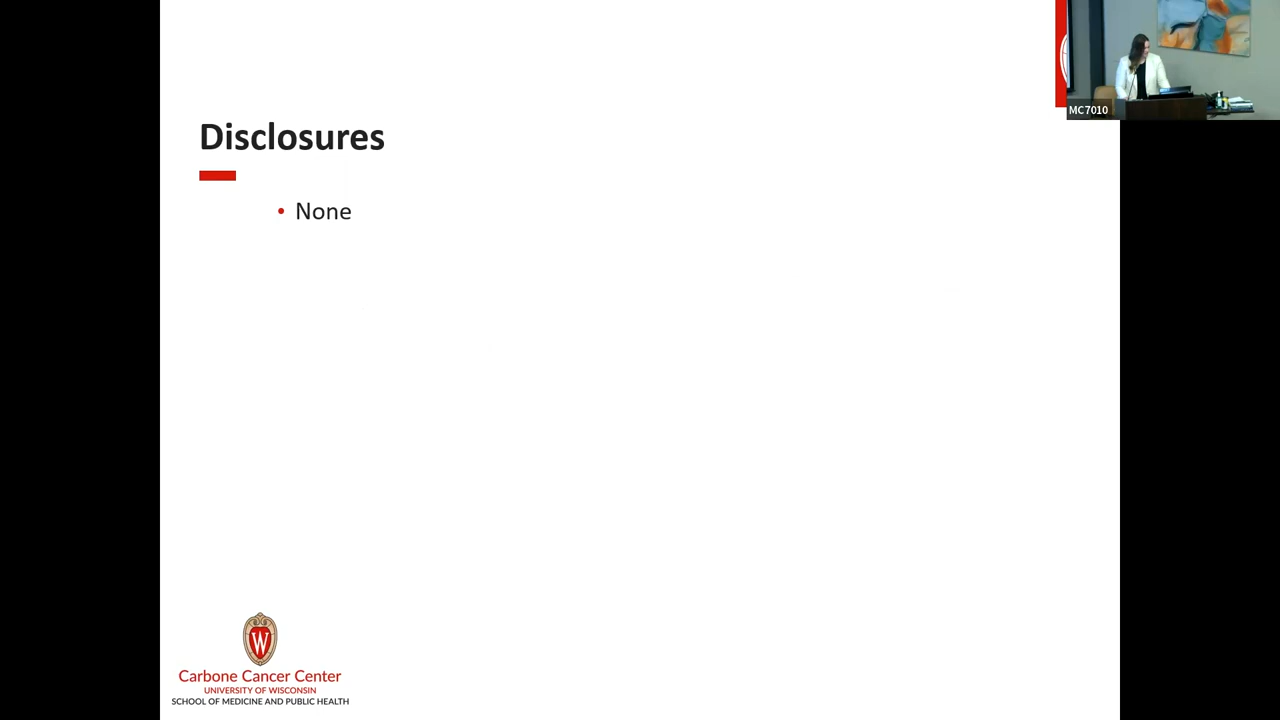 MC7010
Disclosures
• None
W
Carbone Cancer Center
UNIVERSITY OF WISCONSIN
SCHOOL OF MEDICINE AND PUBLIC HEALTH